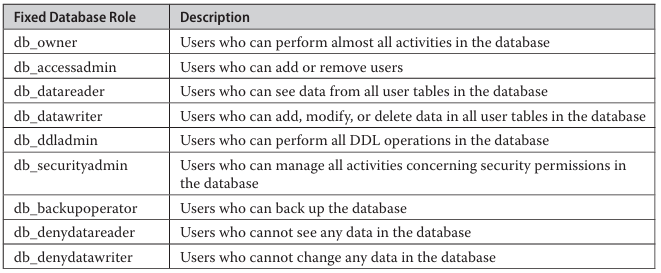 Fixed Database Role Description
db_owner Users who can perform almost all activities in the database
db_accessadmin Users who can add or remove users
db_datareader Users who can see data from all user tables in the database
db_datawriter Users who can add, modify, or delete data in all user tables in the database
db_ddladmin Users who can perform all DDL operations in the database
db_securityadmin Users who can manage all activities concerning security permissions in
the database
db_backupoperator Users who can back up the database
db_denydatareader Users who cannot see any data in the database
db_denydatawriter Users who cannot change any data in the database